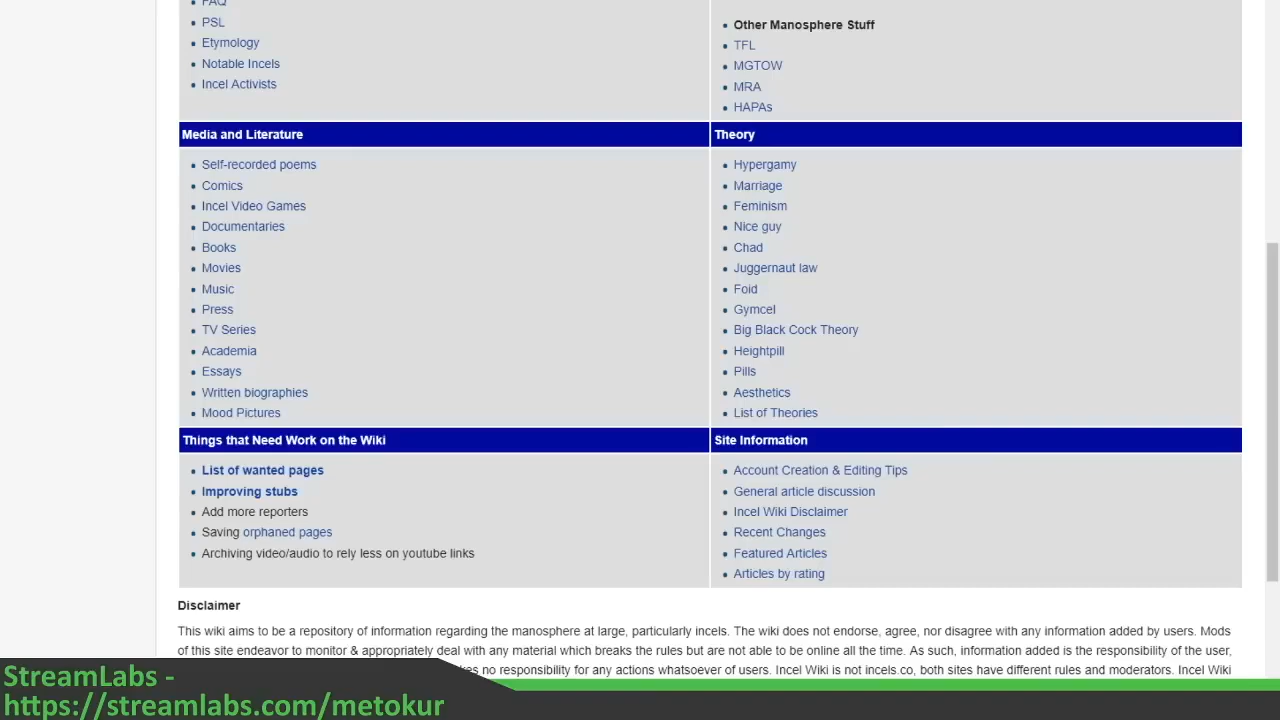 FAQ
PSL
Etymology
Notable Incels
Incel Activists
Other Manosphere Stuff
TFL
MGTOW
MRA
HAPAs
Media and Literature
Self-recorded poems
Comics
Incel Video Games
Documentaries
Books
Movies
Music
Press
TV Series
Academia
Essays
Written biographies
Mood Pictures
Theory
Hypergamy
Marriage
Feminism
Nice guy
Chad
Juggernaut law
Foid
Gymcel
Big Black Cock Theory
Heightpill
Pills
Aesthetics
List of Theories
Things that Need Work on the Wiki
List of wanted pages
Improving stubs
Add more reporters
Saving orphaned pages
Archiving video/audio to rely less on youtube links
Site Information
Account Creation & Editing Tips
General article discussion
Incel Wiki Disclaimer
Recent Changes
Featured Articles
Articles by rating
Disclaimer
This wiki aims to be a repository of information regarding the manosphere at large, particularly incels. The wiki does not endorse, agree, nor disagree with any information added by users. Mods
of this site endeavor to monitor & appropriately deal with any material which breaks the rules but are not able to be online all the time. As such, information added is the responsibility of the user,
no responsibility for any actions whatsoever of users. Incel Wiki is not incels.co, both sites have different rules and moderators. Incel Wiki
StreamLabs -
https://streamlabs.com/metokur